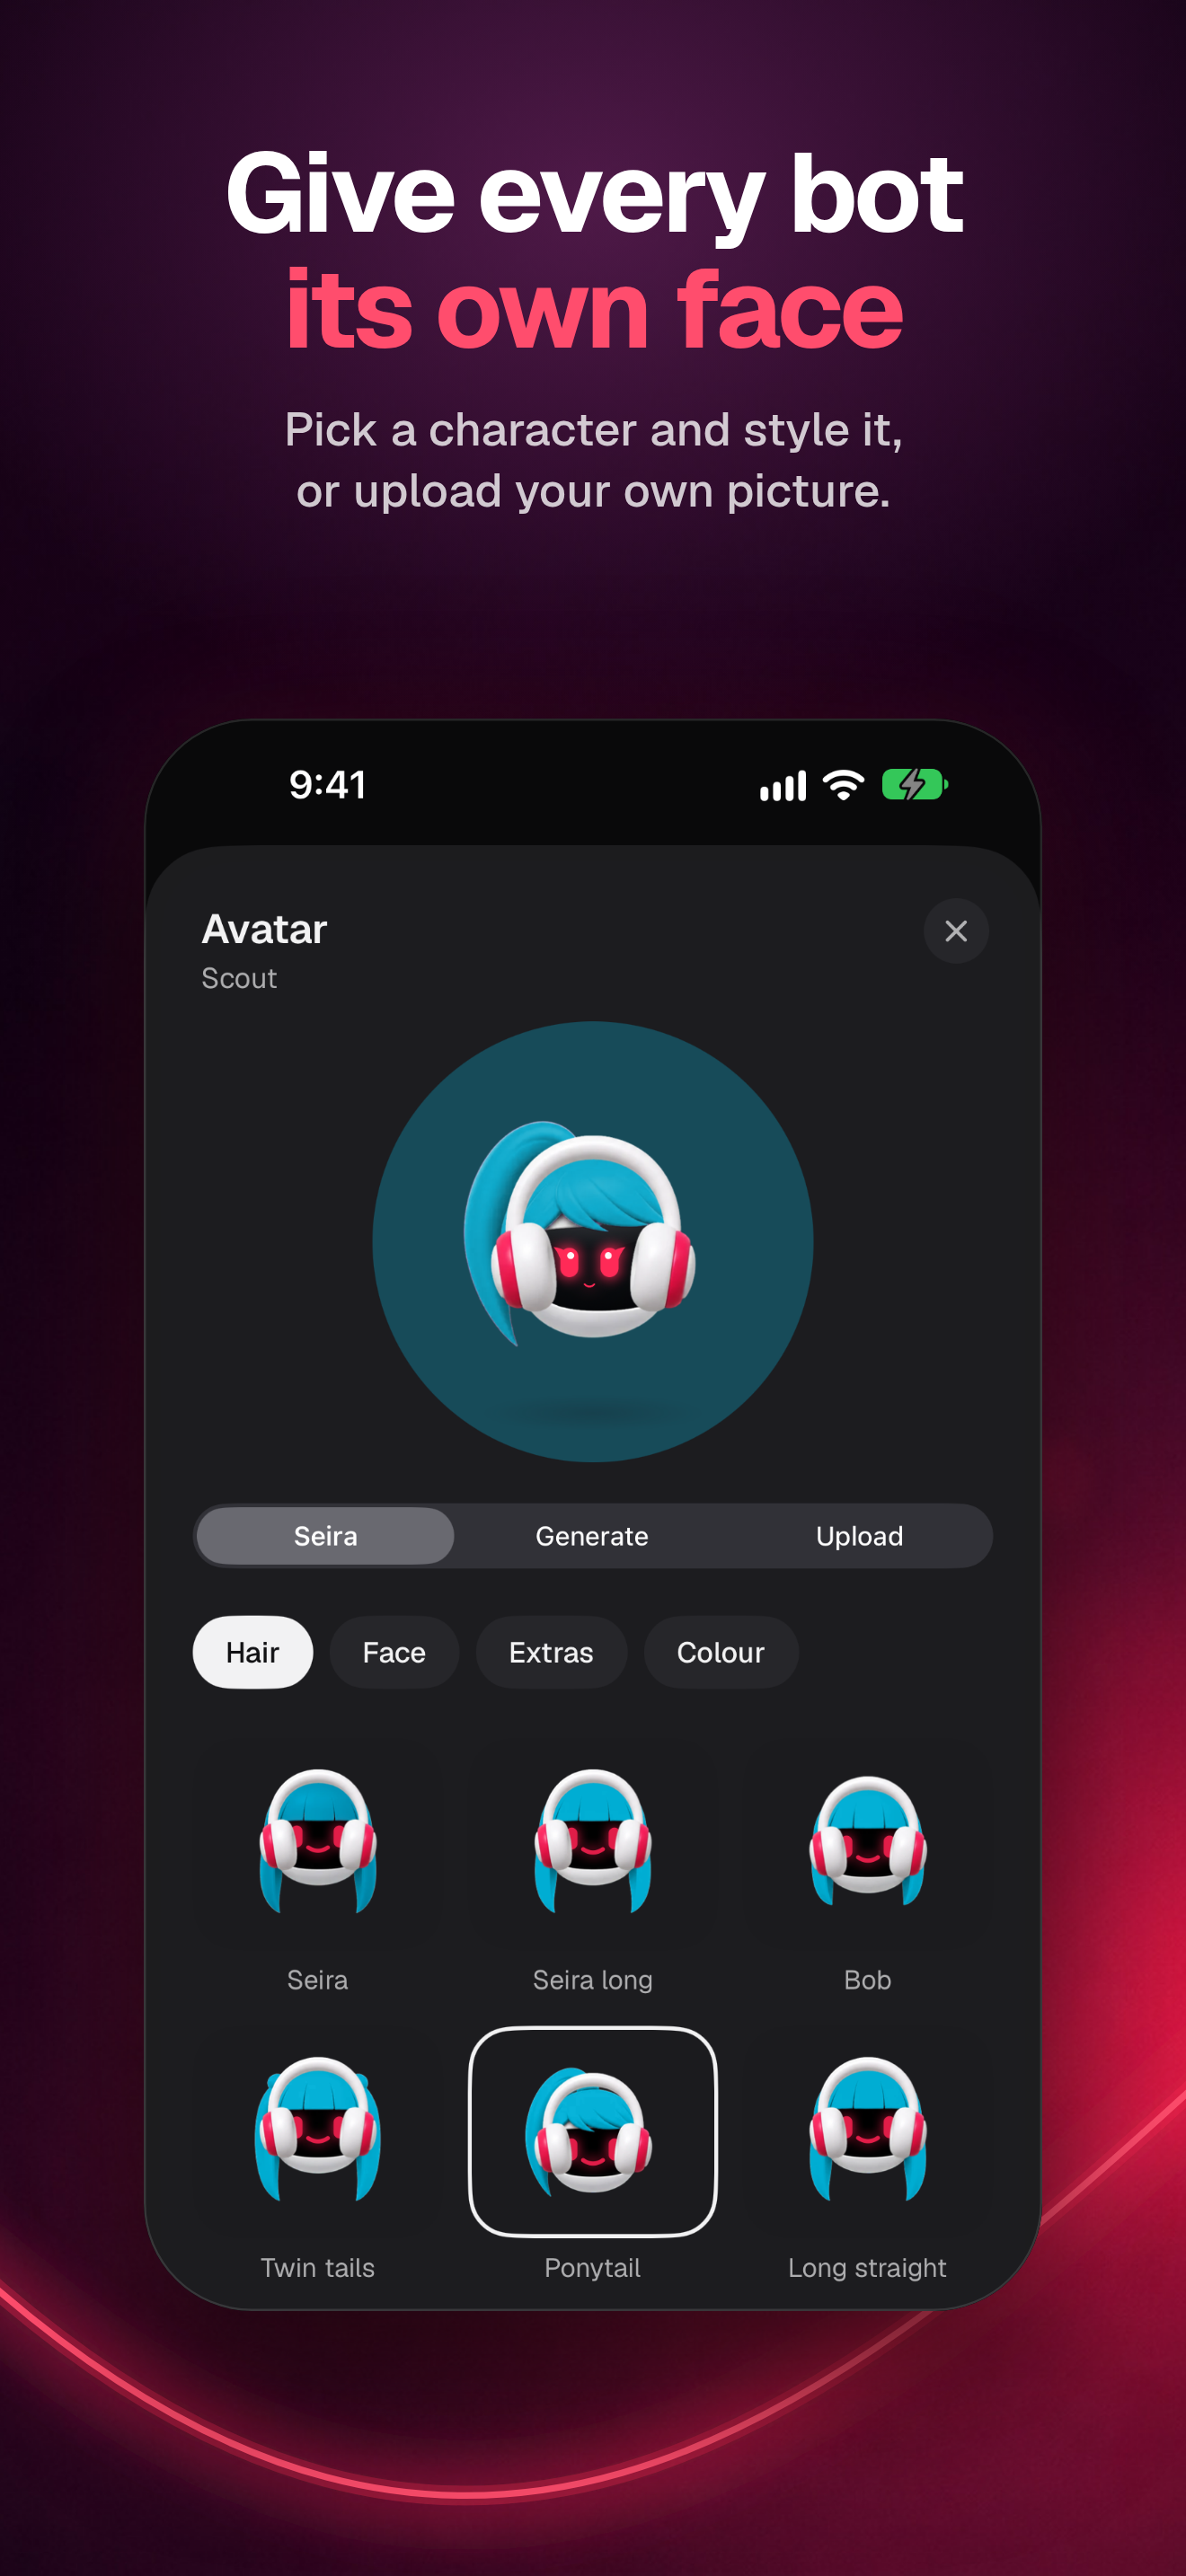 Give every bot
its own face
Pick a character and style it,
or upload your own picture.
9:41
Avatar
Scout
Seira Generate Upload
Hair Face Extras Colour
Seira Seira long Bob
Twin tails Ponytail Long straight